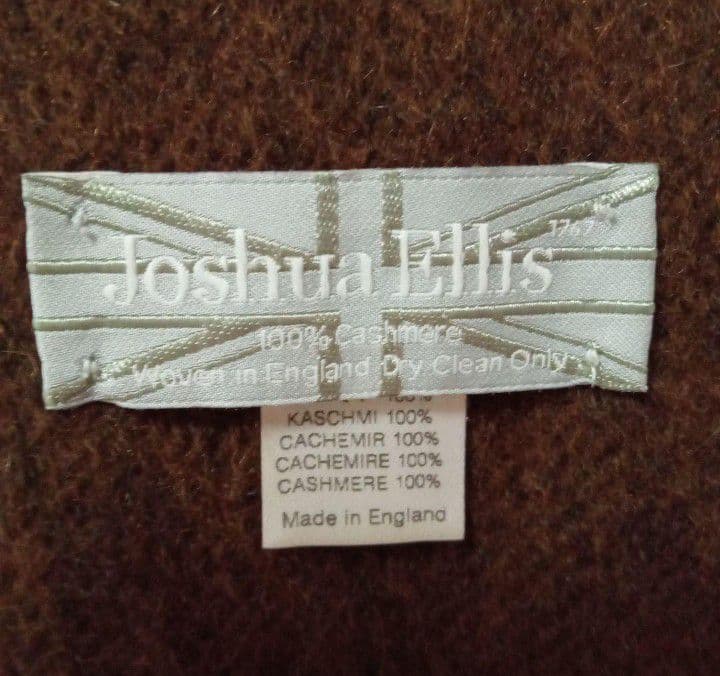 Joshua Ellis 1767
100% Cashmere
Woven in England Dry Clean Only
100%
KASCHMI 100%
CACHEMIR 100%
CACHEMIRE 100%
CASHMERE 100%
Made in England